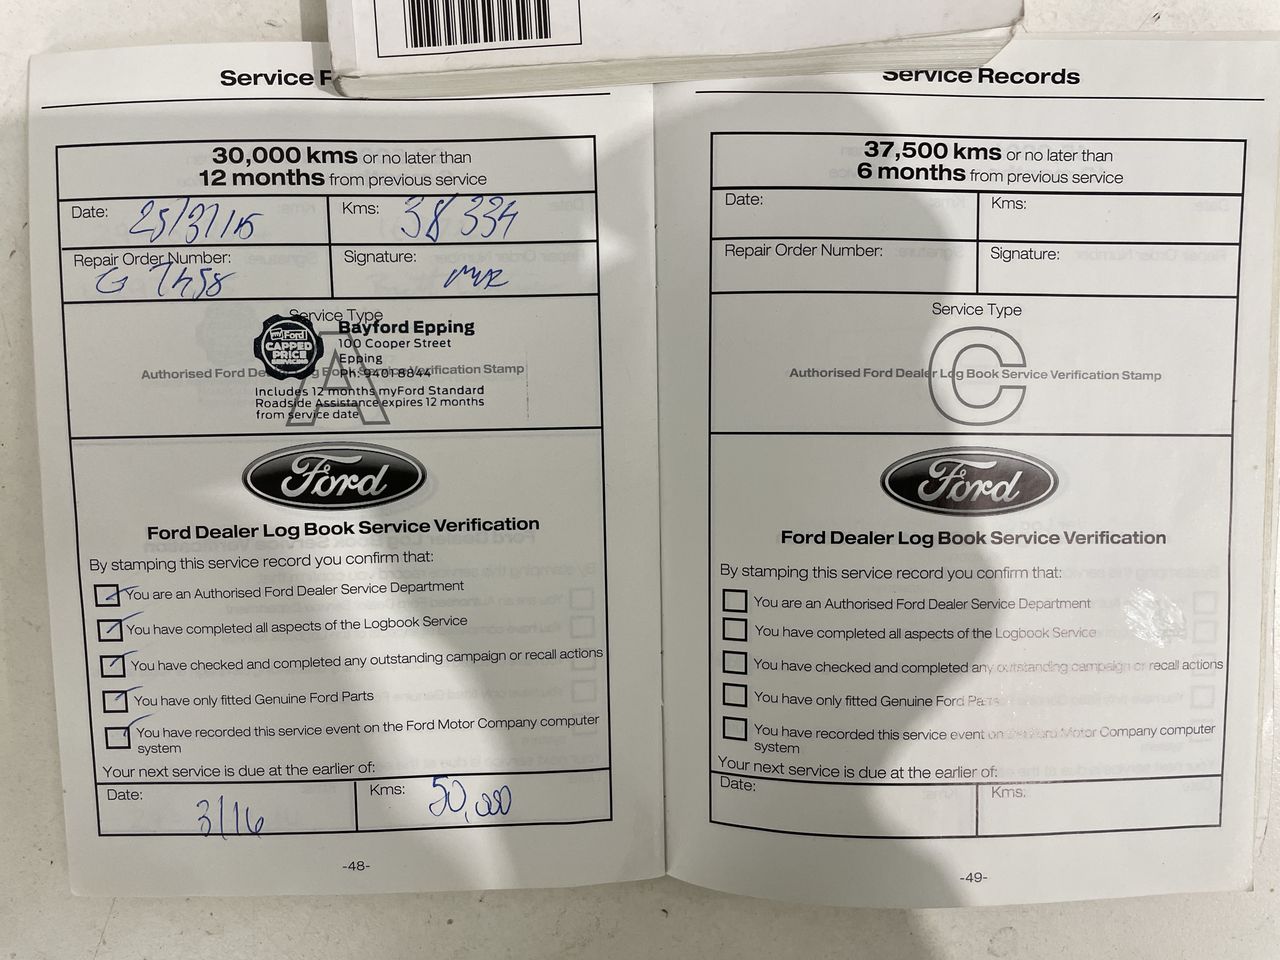 Service
30,000 kms or no later than
12 months from previous service
Date: 25/3/15
Kms: 38 334
Repair Order Number:
Signature:
Service Type
A
Authorised Ford Dealer Log Book Service Verification Stamp
myFord
CAPPED
PRICE
SERVICING
Bayford Epping
100 Cooper Street
Epping
Ph: 9401 8844
Includes 12 months myFord Standard
Roadside Assistance expires 12 months
from service date
Ford
Ford Dealer Log Book Service Verification
By stamping this service record you confirm that:
You are an Authorised Ford Dealer Service Department
You have completed all aspects of the Logbook Service
You have checked and completed any outstanding campaign or recall actions
You have only fitted Genuine Ford Parts
You have recorded this service event on the Ford Motor Company computer
system
Your next service is due at the earlier of:
Date: 3/16
Kms: 50,000
-48-
Service Records
37,500 kms or no later than
6 months from previous service
Date:
Kms:
Repair Order Number:
Signature:
Service Type
C
Authorised Ford Dealer Log Book Service Verification Stamp
Ford
Ford Dealer Log Book Service Verification
By stamping this service record you confirm that:
You are an Authorised Ford Dealer Service Department
You have completed all aspects of the Logbook Service
You have checked and completed any outstanding campaign or recall actions
You have only fitted Genuine Ford Parts
You have recorded this service event on the Ford Motor Company computer
system
Your next service is due at the earlier of:
Date:
Kms:
-49-